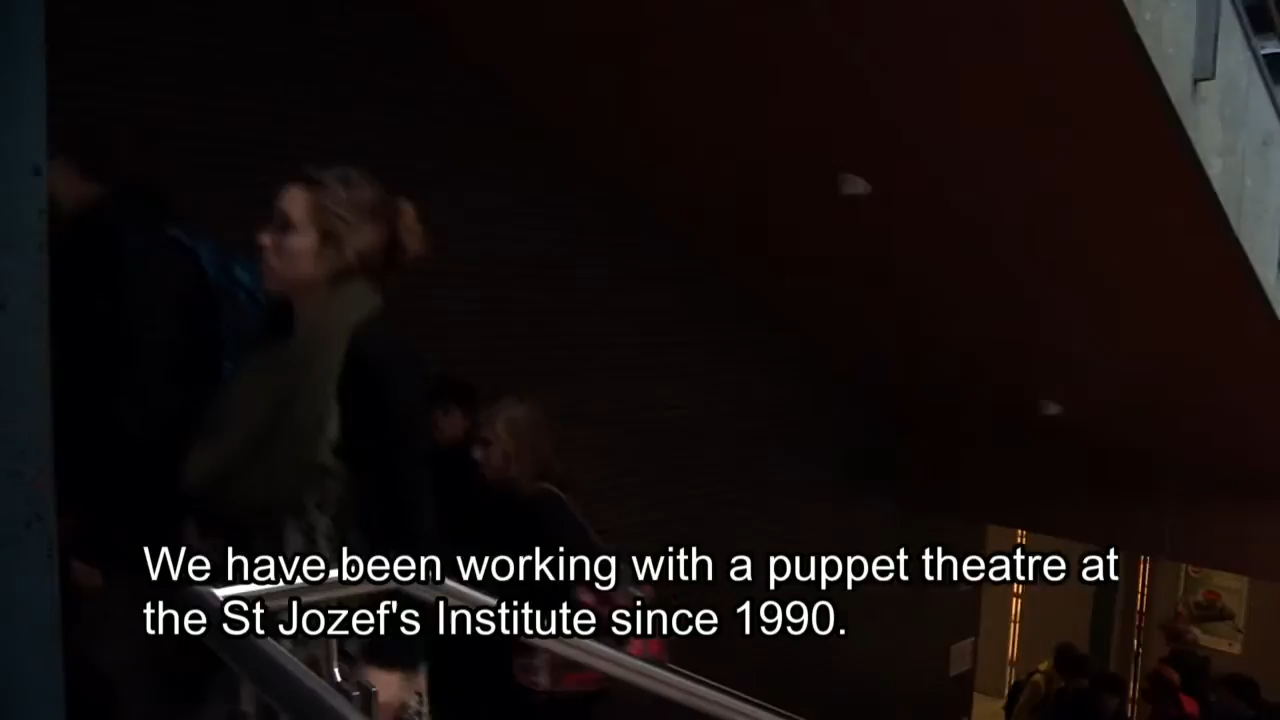 We have been working with a puppet theatre at
the St Jozef's Institute since 1990.